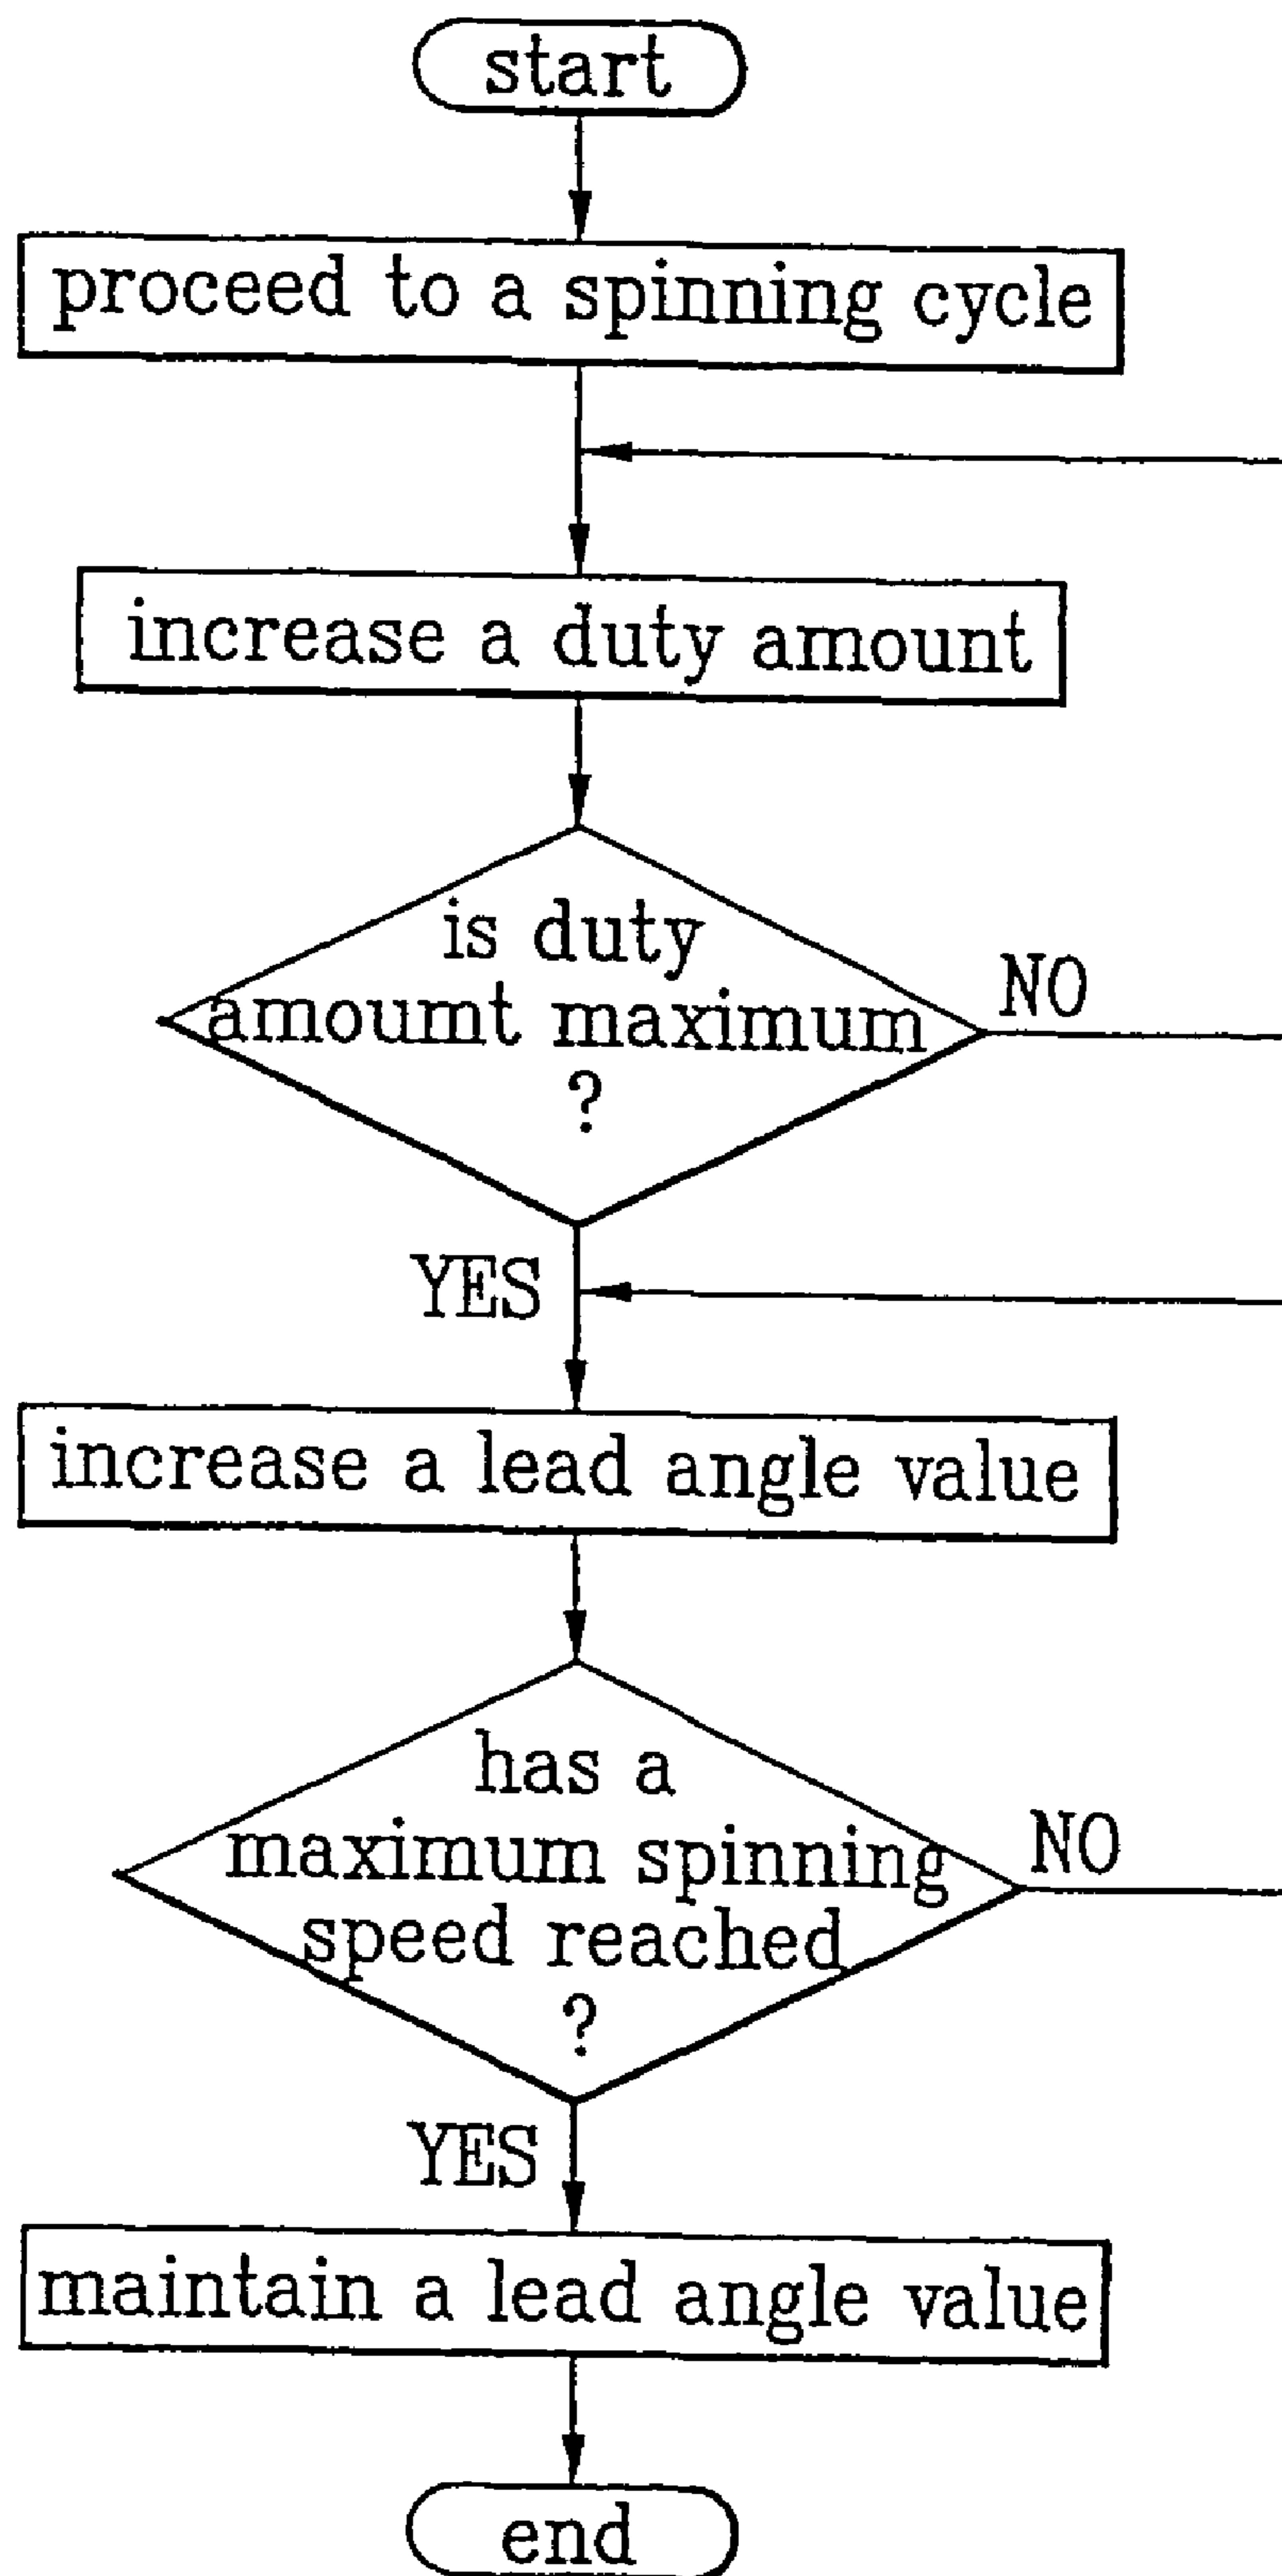 start
proceed to a spinning cycle
increase a duty amount
is duty
amoumt maximum
?
NO
YES
increase a lead angle value
has a
maximum spinning
speed reached
?
NO
YES
maintain a lead angle value
end